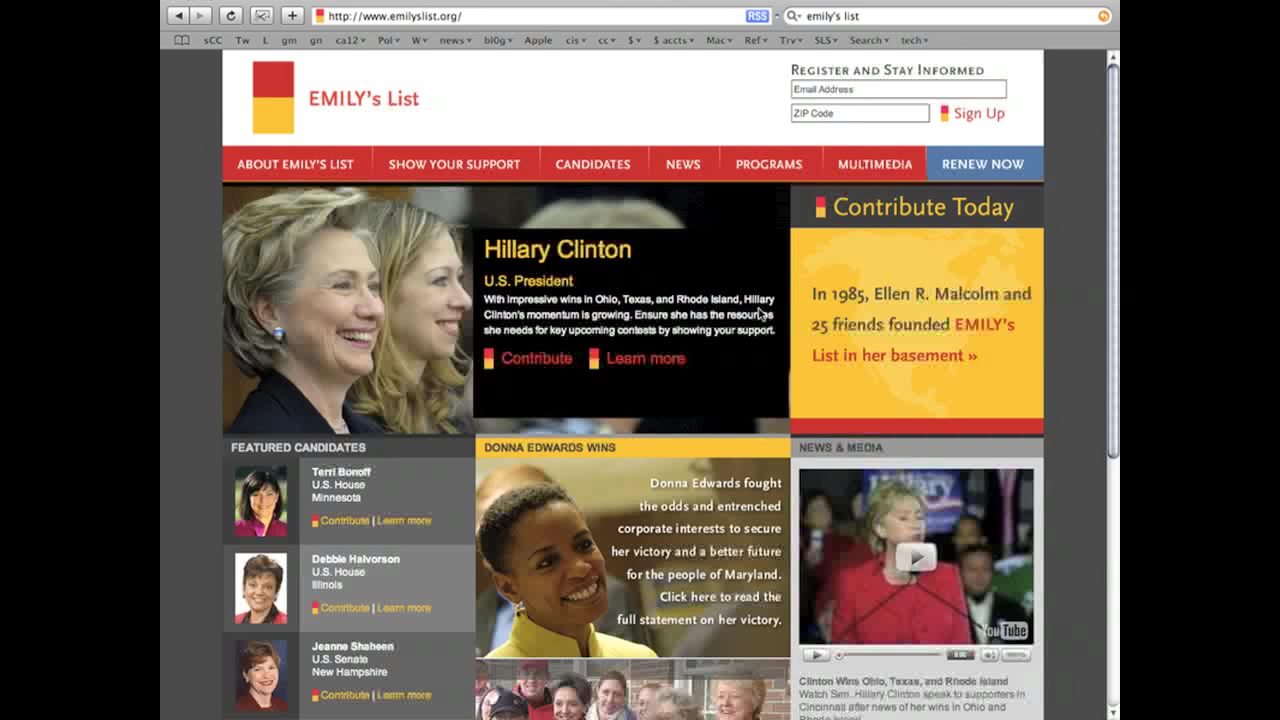 http://www.emilyslist.org/
RSS
emily's list
sCC Tw L gm gn ca12 Pol W news bl0g Apple cis cc $ $ accts Mac Ref Trv SLS Search tech
EMILY's List
REGISTER AND STAY INFORMED
Email Address
ZIP Code
Sign Up
ABOUT EMILY'S LIST SHOW YOUR SUPPORT CANDIDATES NEWS PROGRAMS MULTIMEDIA RENEW NOW
Hillary Clinton
U.S. President
With impressive wins in Ohio, Texas, and Rhode Island, Hillary
Clinton's momentum is growing. Ensure she has the resources
she needs for key upcoming contests by showing your support.
Contribute Learn more
Contribute Today
In 1985, Ellen R. Malcolm and
25 friends founded EMILY's
List in her basement »
FEATURED CANDIDATES
Terri Bonoff
U.S. House
Minnesota
Contribute | Learn more
Debbie Halvorson
U.S. House
Illinois
Contribute | Learn more
Jeanne Shaheen
U.S. Senate
New Hampshire
Contribute | Learn more
DONNA EDWARDS WINS
Donna Edwards fought
the odds and entrenched
corporate interests to secure
her victory and a better future
for the people of Maryland.
Click here to read the
full statement on her victory.
NEWS & MEDIA
Hillary
YouTube
Clinton Wins Ohio, Texas, and Rhode Island
Watch Sen. Hillary Clinton speak to supporters in
Cincinnati after news of her wins in Ohio and
Rhode Island